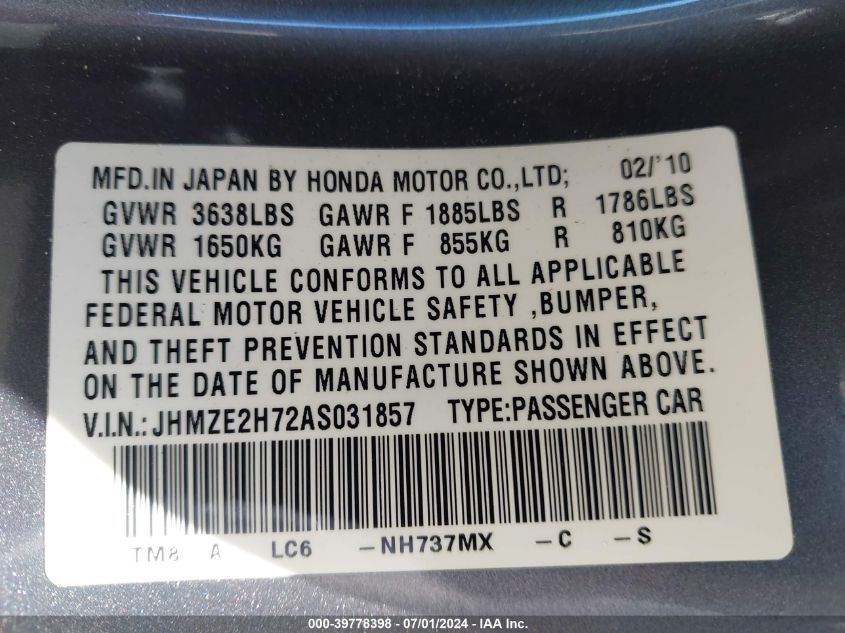 MFD.IN JAPAN BY HONDA MOTOR CO.,LTD; 02/'10
GVWR 3638LBS GAWR F 1885LBS R 1786LBS
GVWR 1650KG GAWR F 855KG R 810KG
THIS VEHICLE CONFORMS TO ALL APPLICABLE
FEDERAL MOTOR VEHICLE SAFETY ,BUMPER,
AND THEFT PREVENTION STANDARDS IN EFFECT
ON THE DATE OF MANUFACTURE SHOWN ABOVE.
V.I.N.:JHMZE2H72AS031857 TYPE:PASSENGER CAR
TM8 A LC6 -NH737MX -C -S
000-39778398 - 07/01/2024 - IAA Inc.